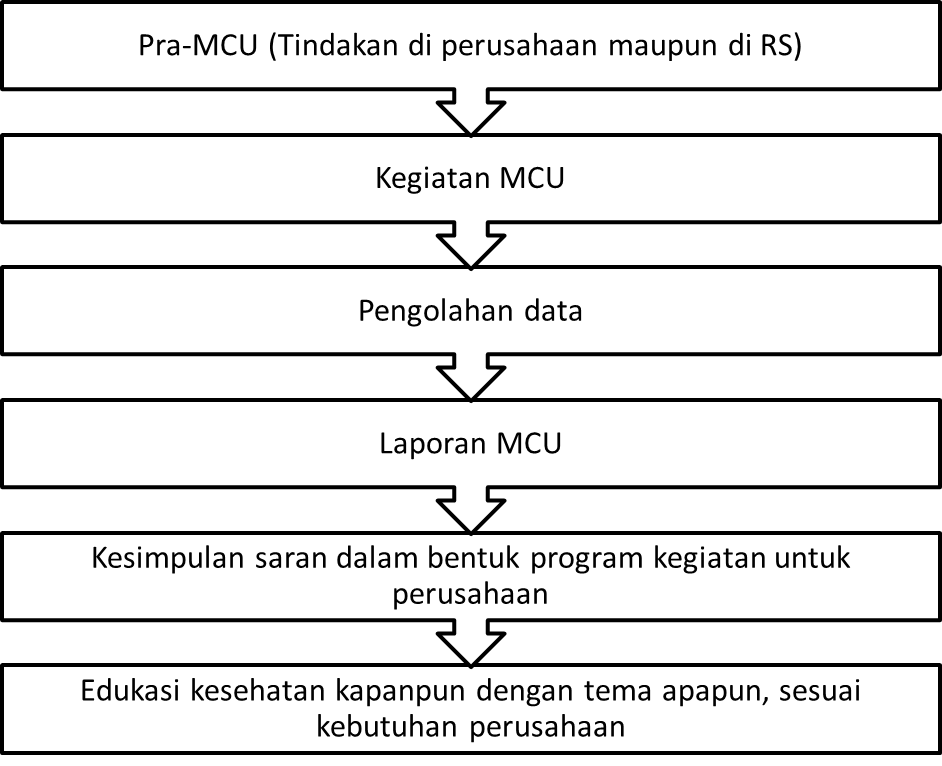 Pra-MCU (Tindakan di perusahaan maupun di RS)
Kegiatan MCU
Pengolahan data
Laporan MCU
Kesimpulan saran dalam bentuk program kegiatan untuk
perusahaan
Edukasi kesehatan kapanpun dengan tema apapun, sesuai
kebutuhan perusahaan